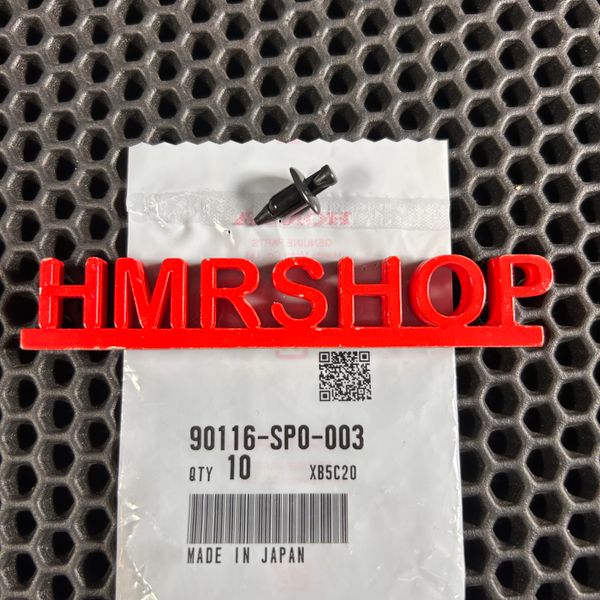 HMRSHOP
90116-SP0-003
QTY 10 XB5C20
MADE IN JAPAN